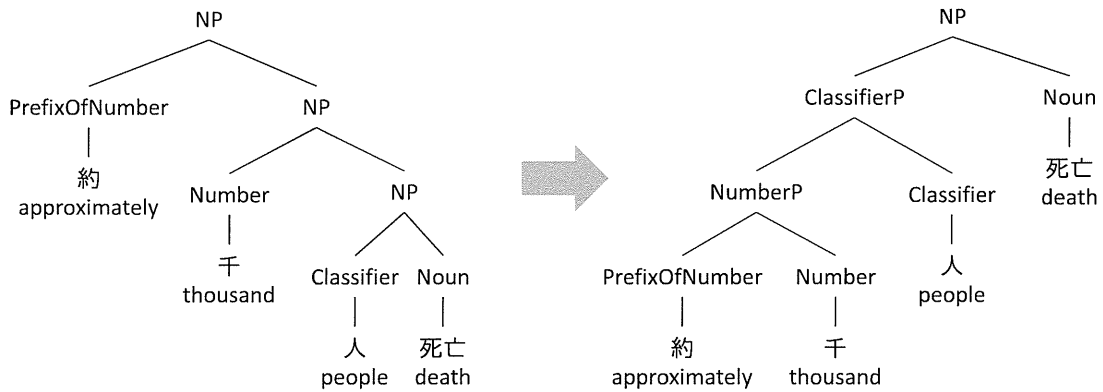 NP
PrefixOfNumber
NP
約
approximately
Number
NP
千
thousand
Classifier
Noun
人
people
死亡
death
NP
ClassifierP
Noun
死亡
death
NumberP
Classifier
人
people
PrefixOfNumber
Number
約
approximately
千
thousand